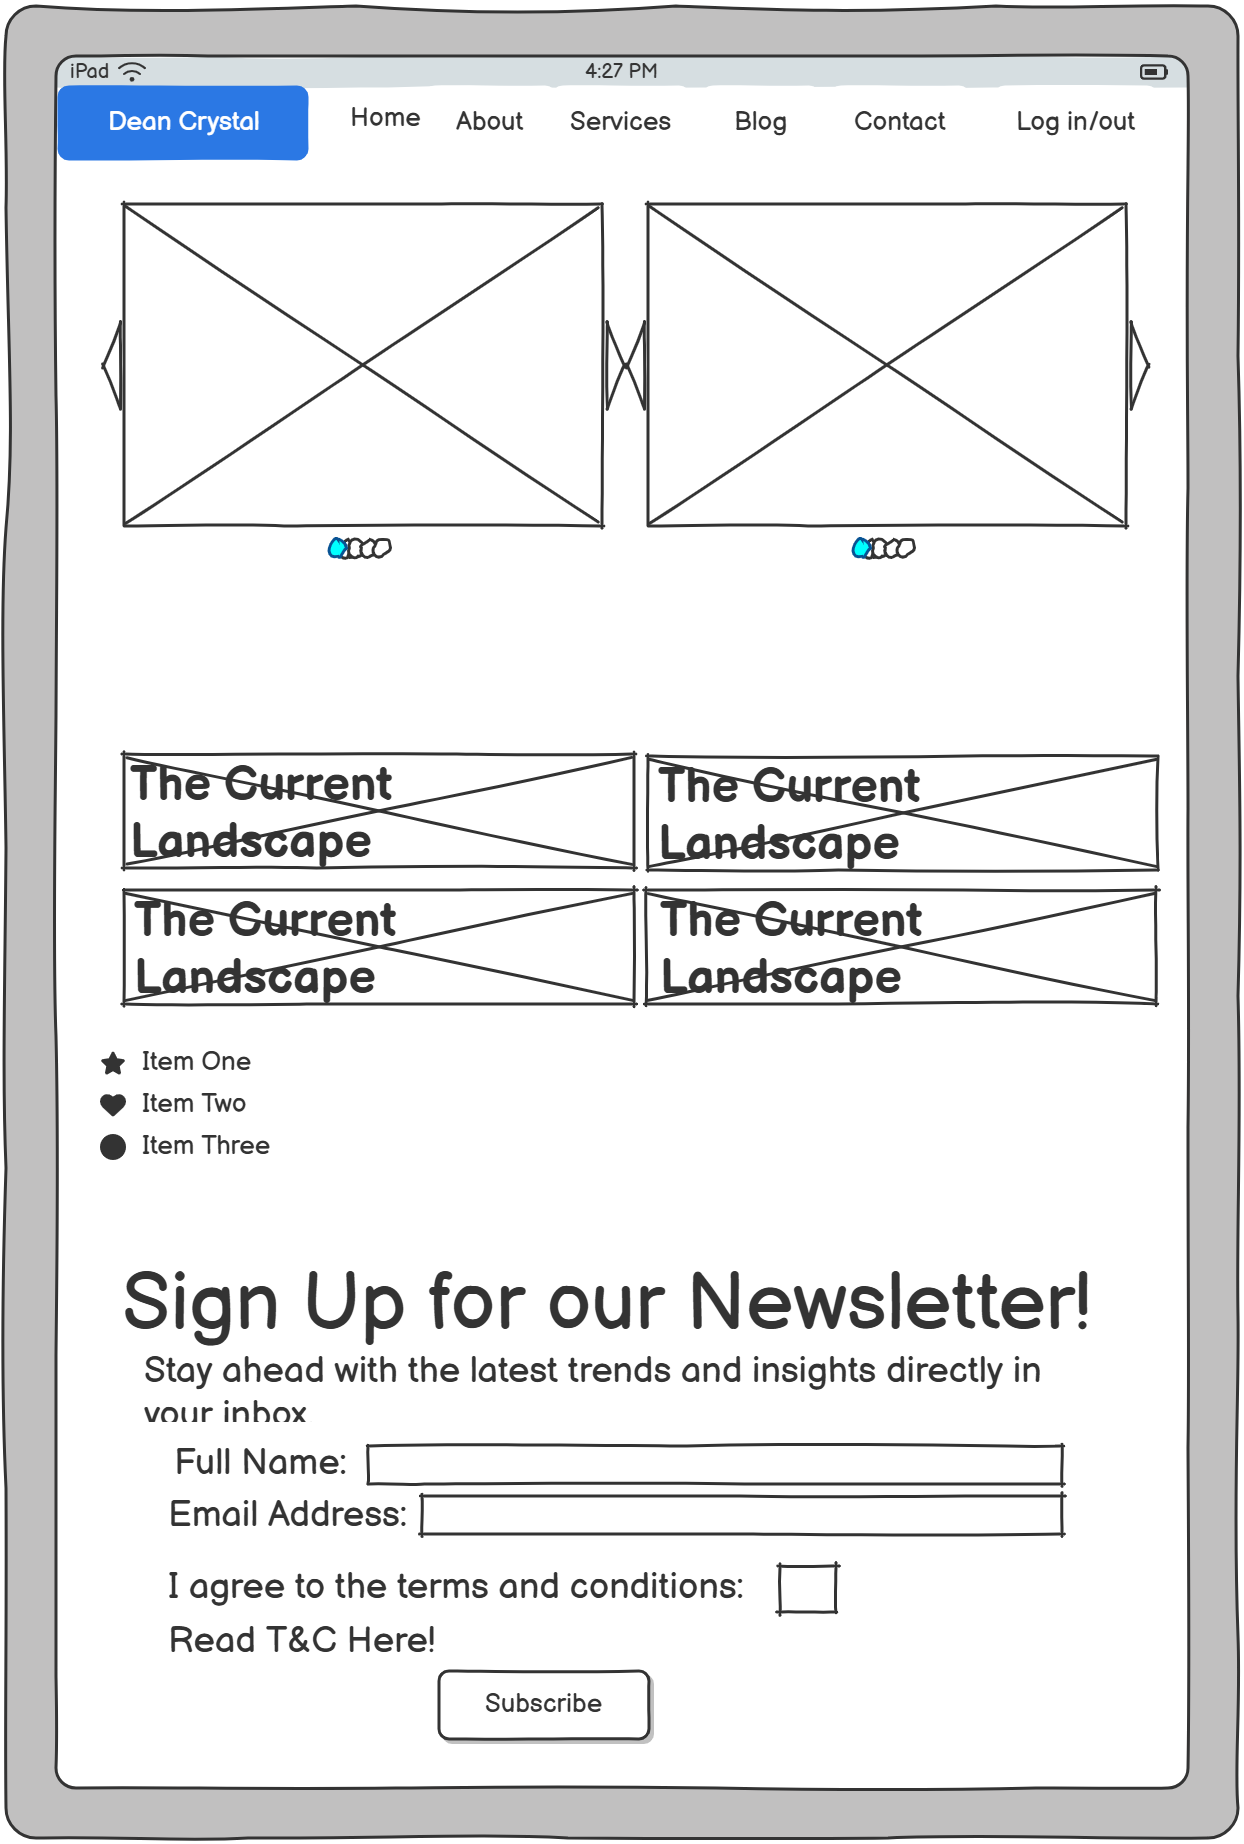 iPad 4:27 PM
Dean Crystal Home About Services Blog Contact Log in/out
The Current
Landscape
The Current
Landscape
The Current
Landscape
The Current
Landscape
Item One
Item Two
Item Three
Sign Up for our Newsletter!
Stay ahead with the latest trends and insights directly in
your inbox
Full Name:
Email Address:
I agree to the terms and conditions:
Read T&C Here!
Subscribe